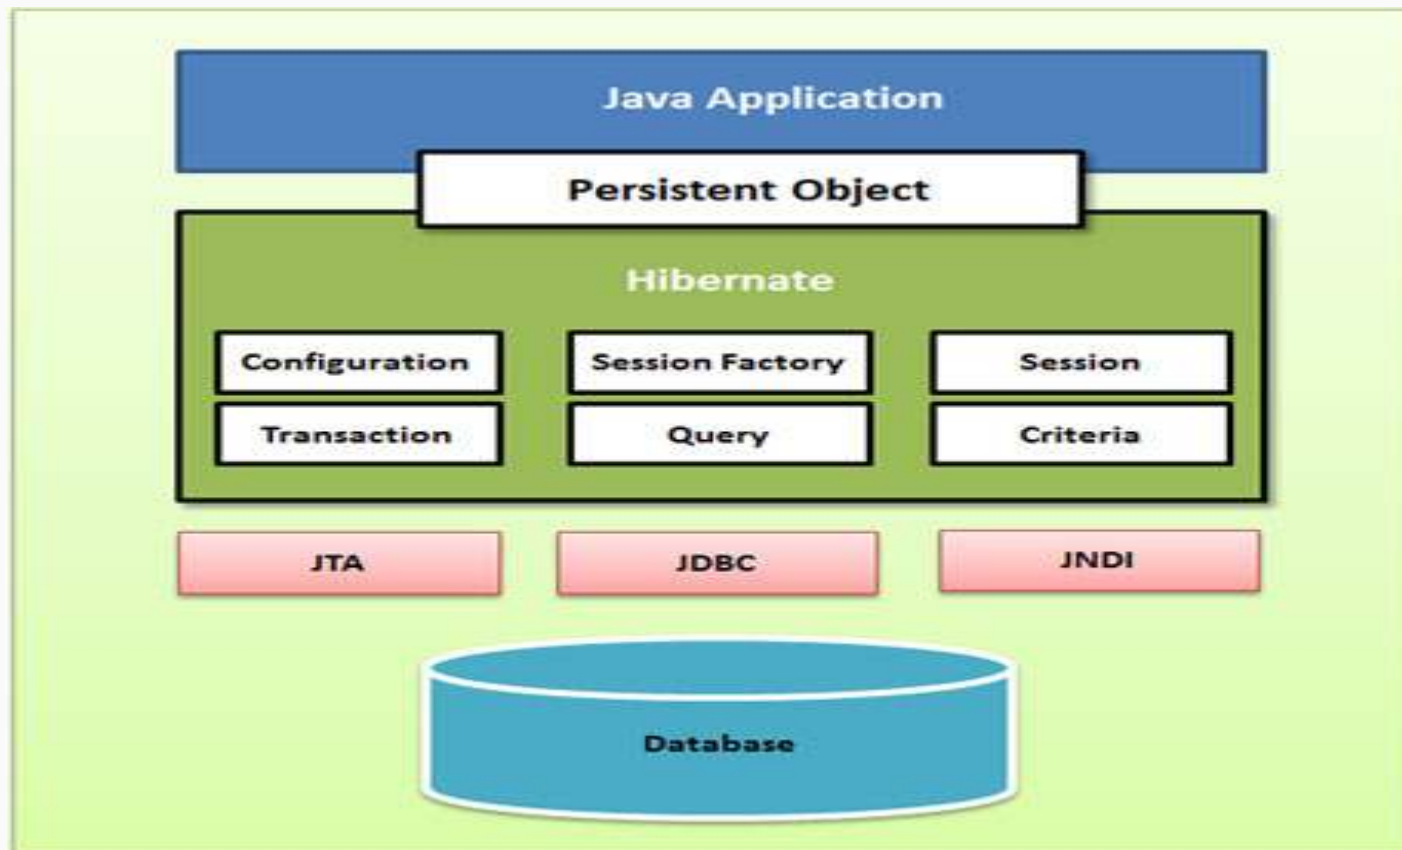 Java Application
Persistent Object
Hibernate
Configuration
Session Factory
Session
Transaction
Query
Criteria
JTA
JDBC
JNDI
Database